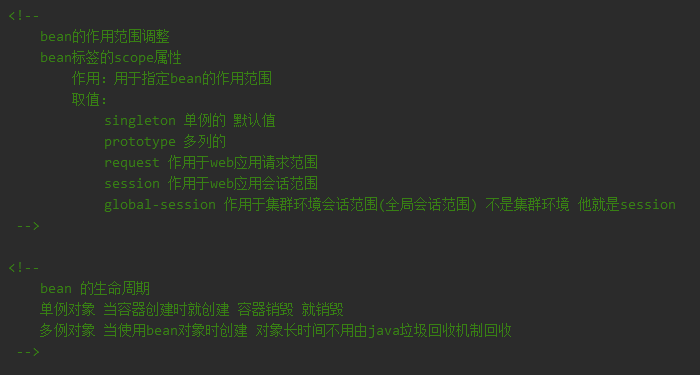 <!--
bean的作用范围调整
bean标签的scope属性
作用: 用于指定bean的作用范围
取值:
singleton 单例的 默认值
prototype 多列的
request 作用于web应用请求范围
session 作用于web应用会话范围
global-session 作用于集群环境会话范围(全局会话范围) 不是集群环境 他就是session
-->
<!--
bean 的生命周期
单例对象 当容器创建时就创建 容器销毁 就销毁
多例对象 当使用bean对象时创建 对象长时间不用由java垃圾回收机制回收
-->